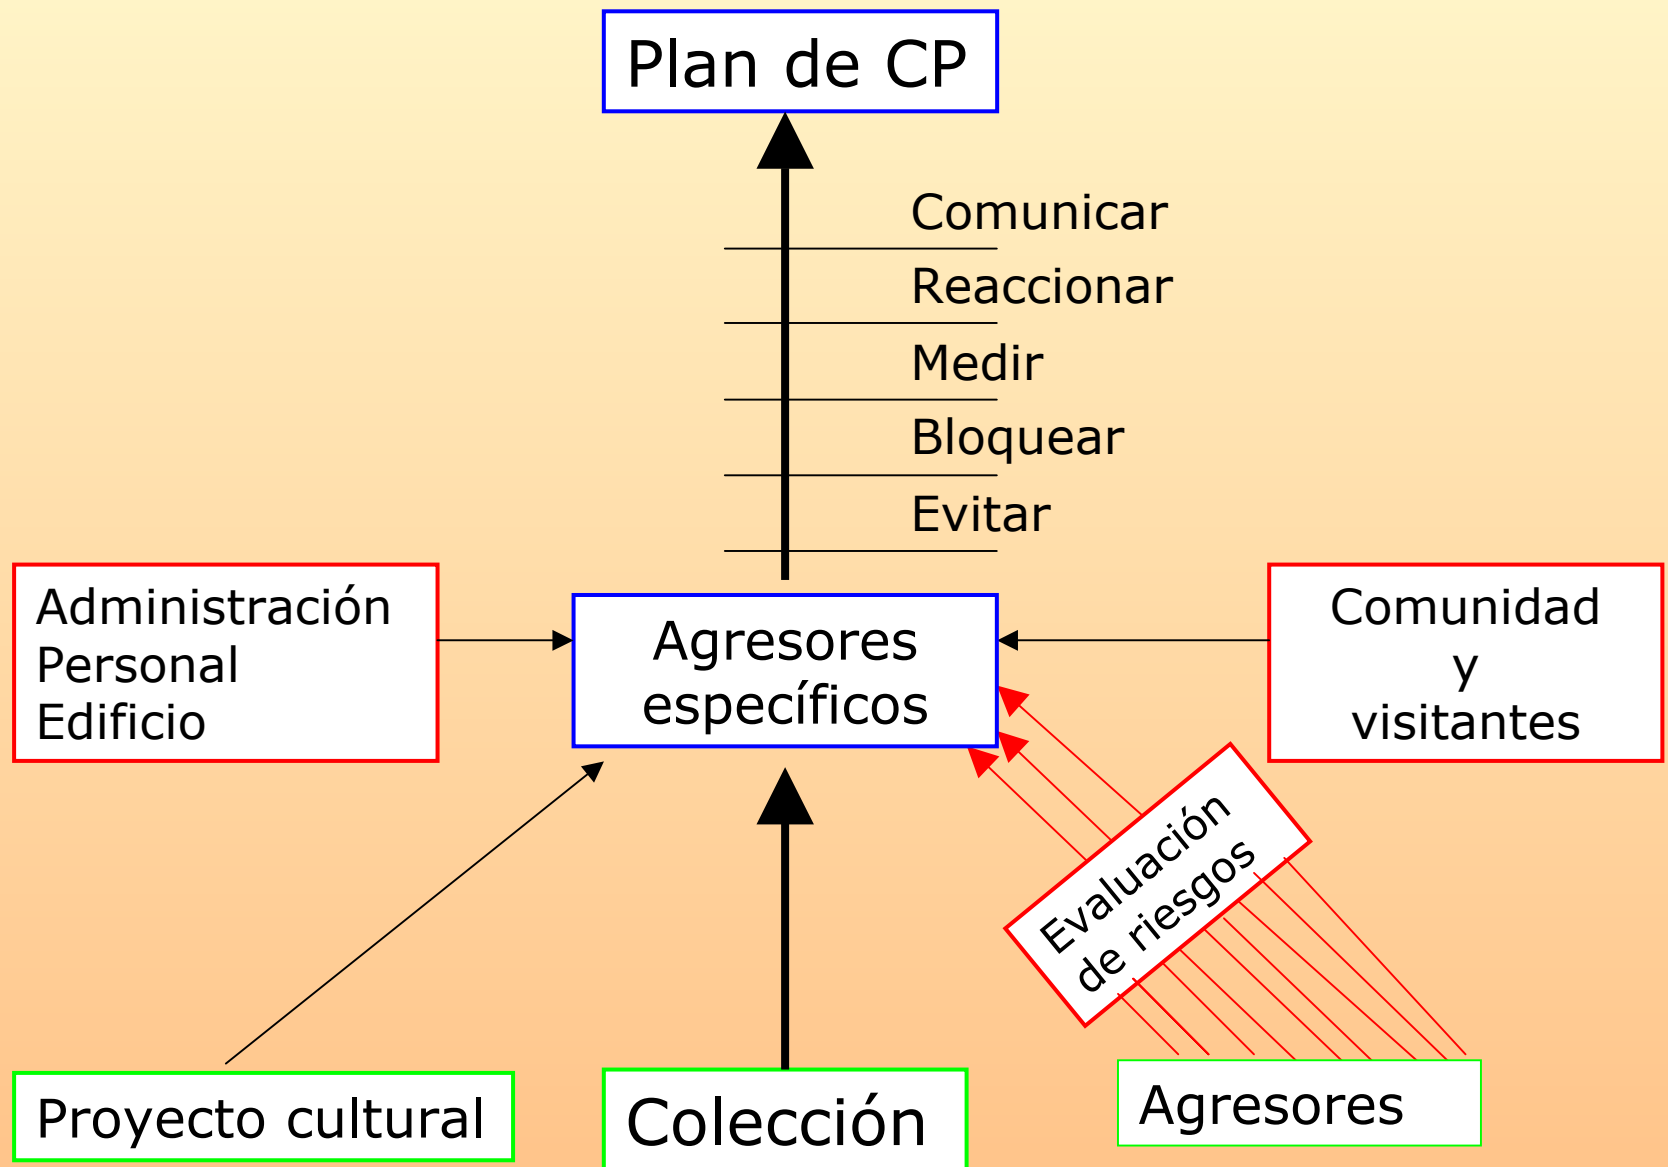 Plan de CP
Comunicar
Reaccionar
Medir
Bloquear
Evitar
Administración
Personal
Edificio
Agresores
específicos
Comunidad
y
visitantes
Evaluación
de riesgos
Proyecto cultural
Colección
Agresores